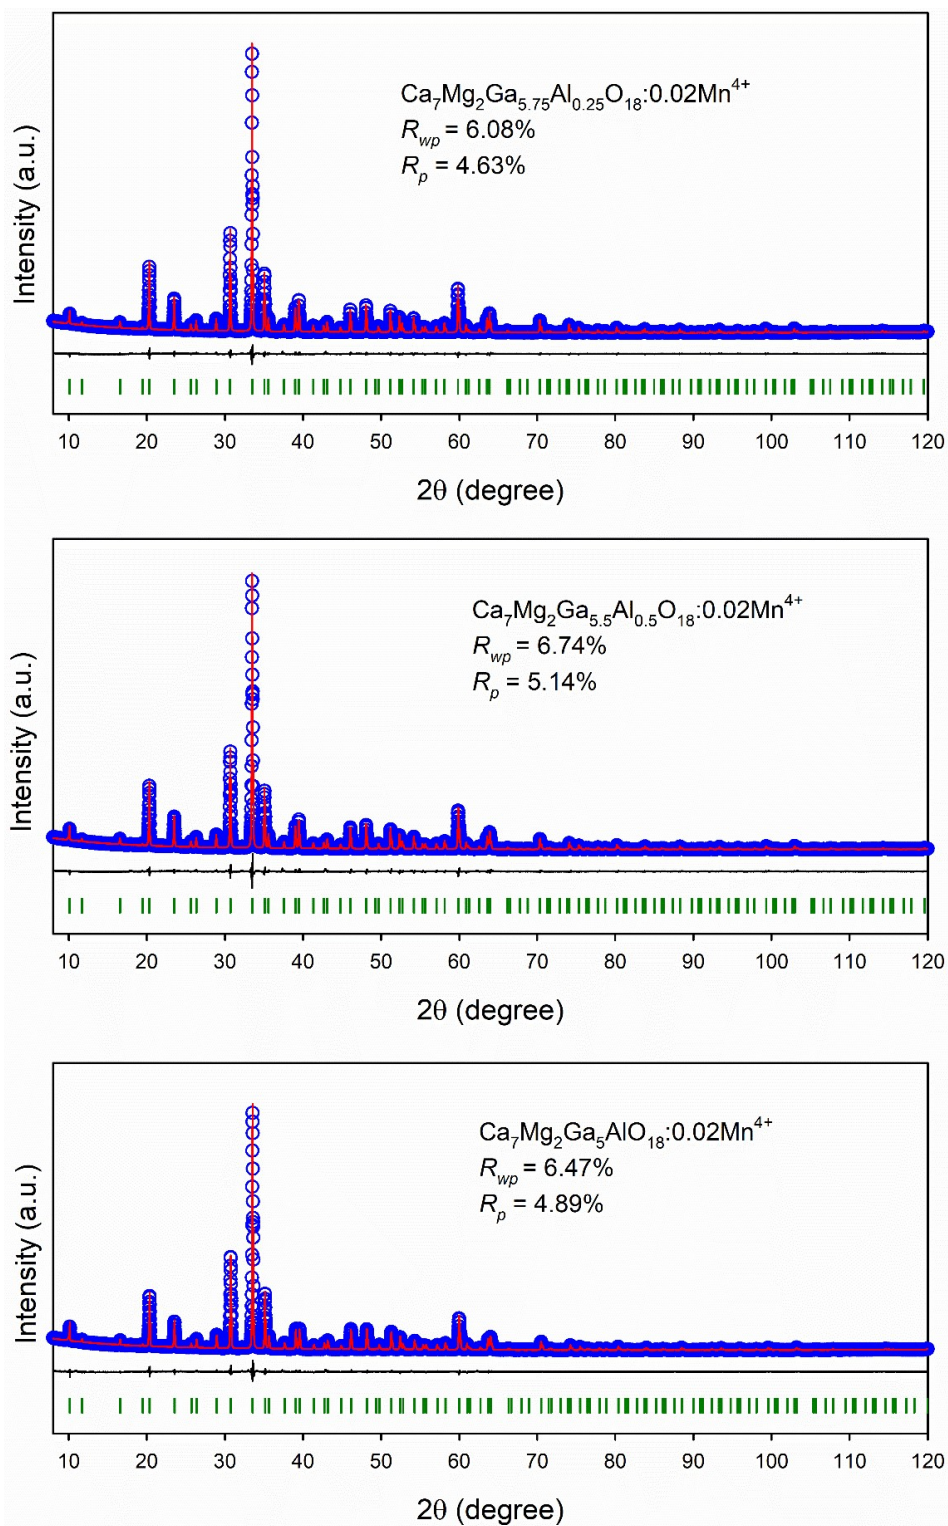 Intensity (a.u.)
Ca₇Mg₂Ga₅.₇₅Al₀.₂₅O₁₈:0.02Mn⁴⁺
Rwp = 6.08%
Rp = 4.63%
10 20 30 40 50 60 70 80 90 100 110 120
2θ (degree)
Intensity (a.u.)
Ca₇Mg₂Ga₅.₅Al₀.₅O₁₈:0.02Mn⁴⁺
Rwp = 6.74%
Rp = 5.14%
10 20 30 40 50 60 70 80 90 100 110 120
2θ (degree)
Intensity (a.u.)
Ca₇Mg₂Ga₅AlO₁₈:0.02Mn⁴⁺
Rwp = 6.47%
Rp = 4.89%
10 20 30 40 50 60 70 80 90 100 110 120
2θ (degree)